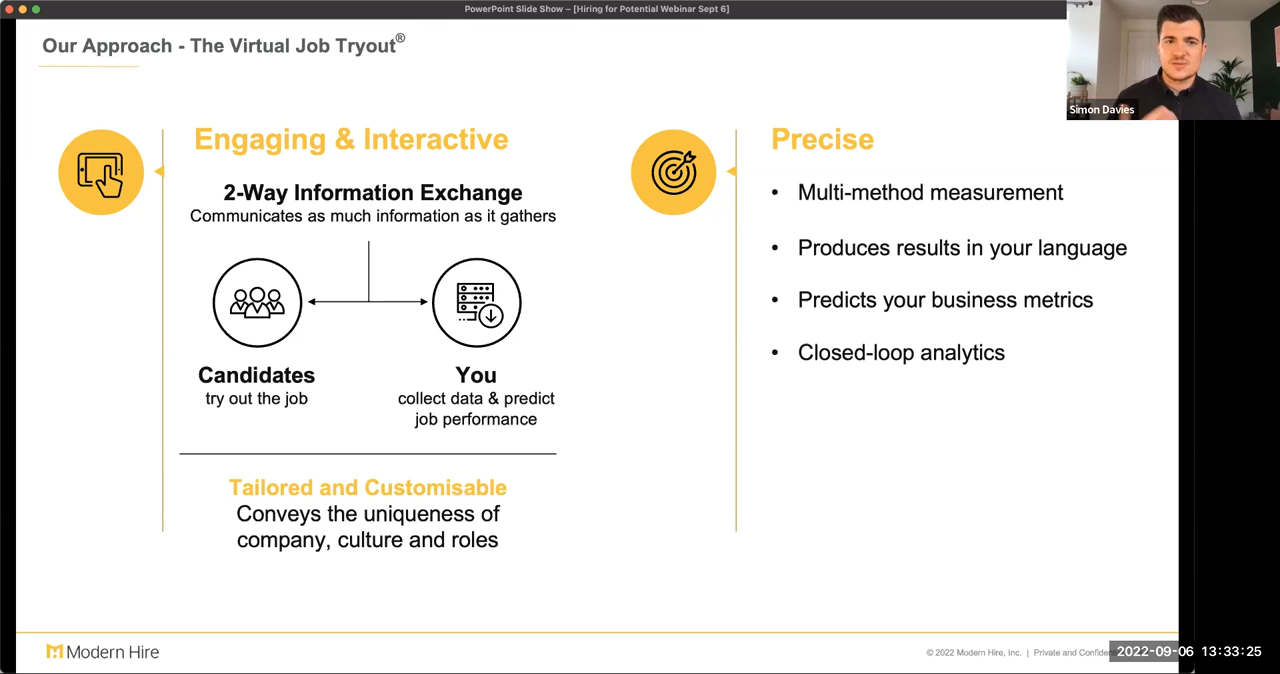 PowerPoint Slide Show – [Hiring for Potential Webinar Sept 6]
Our Approach - The Virtual Job Tryout®
Simon Davies
Engaging & Interactive
2-Way Information Exchange
Communicates as much information as it gathers
Candidates
try out the job
You
collect data & predict
job performance
Tailored and Customisable
Conveys the uniqueness of
company, culture and roles
Precise
• Multi-method measurement
• Produces results in your language
• Predicts your business metrics
• Closed-loop analytics
Modern Hire
© 2022 Modern Hire, Inc. | Private and
2022-09-06 13:33:25